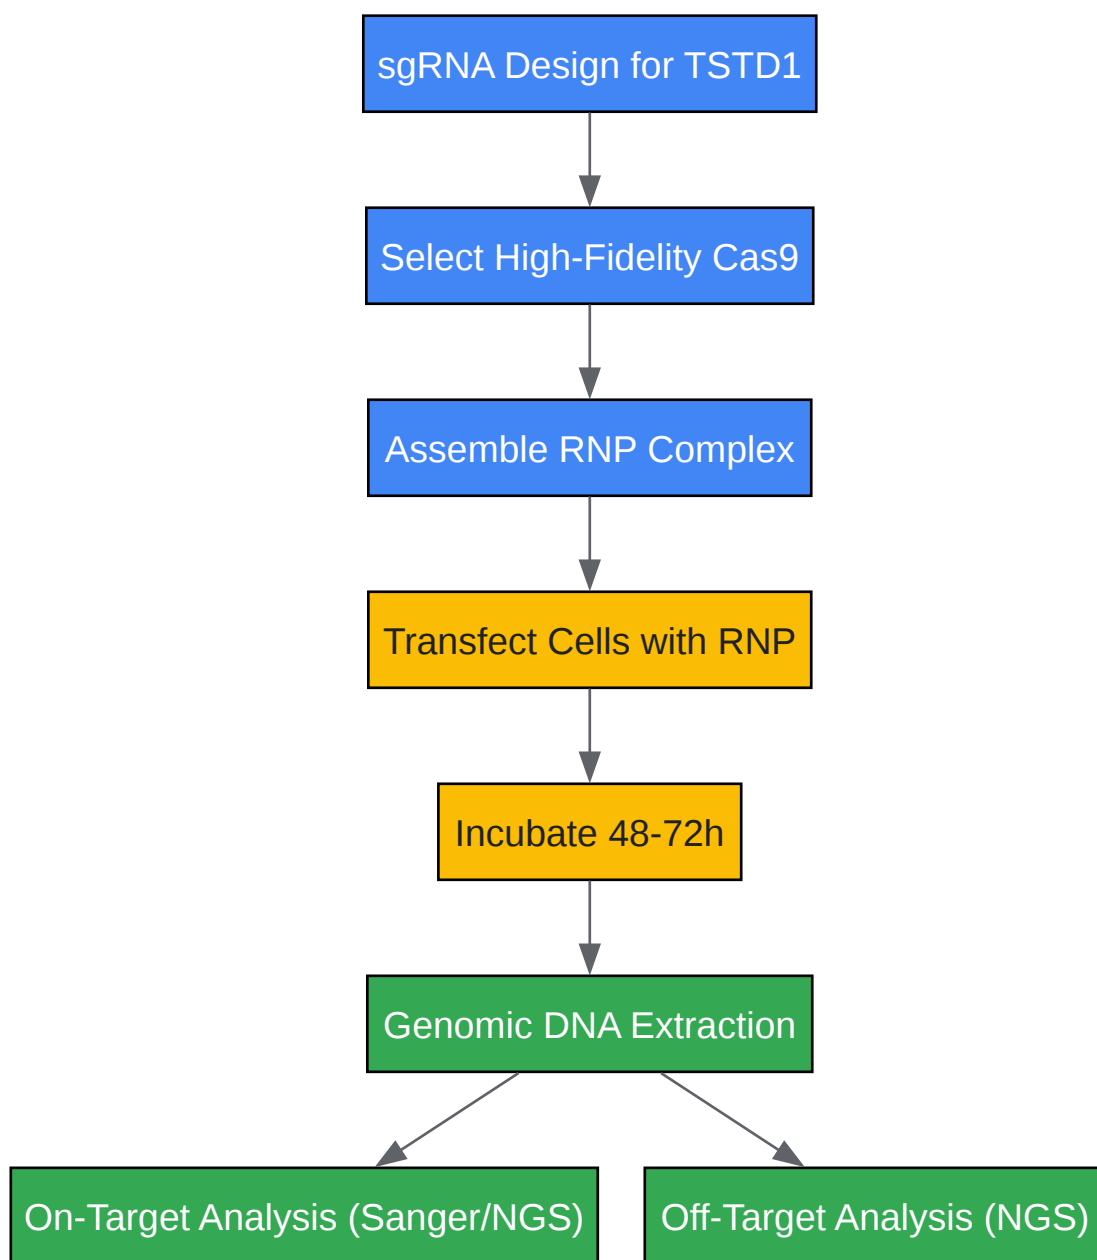 sgRNA Design for TSTD1
Select High-Fidelity Cas9
Assemble RNP Complex
Transfect Cells with RNP
Incubate 48-72h
Genomic DNA Extraction
On-Target Analysis (Sanger/NGS)
Off-Target Analysis (NGS)